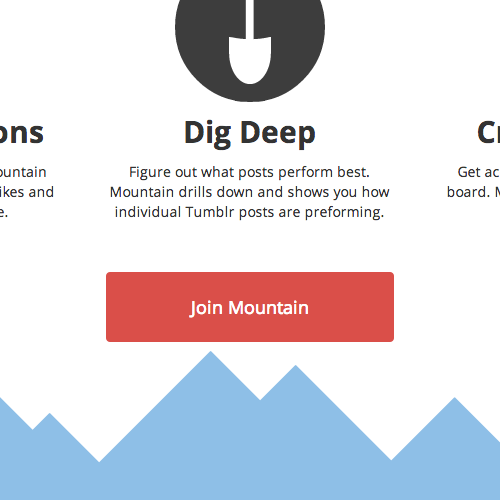 ons
Dig Deep
Cr
ountain
Figure out what posts perform best.
Get ac
ikes and
Mountain drills down and shows you how
board. M
e.
individual Tumblr posts are preforming.
Join Mountain